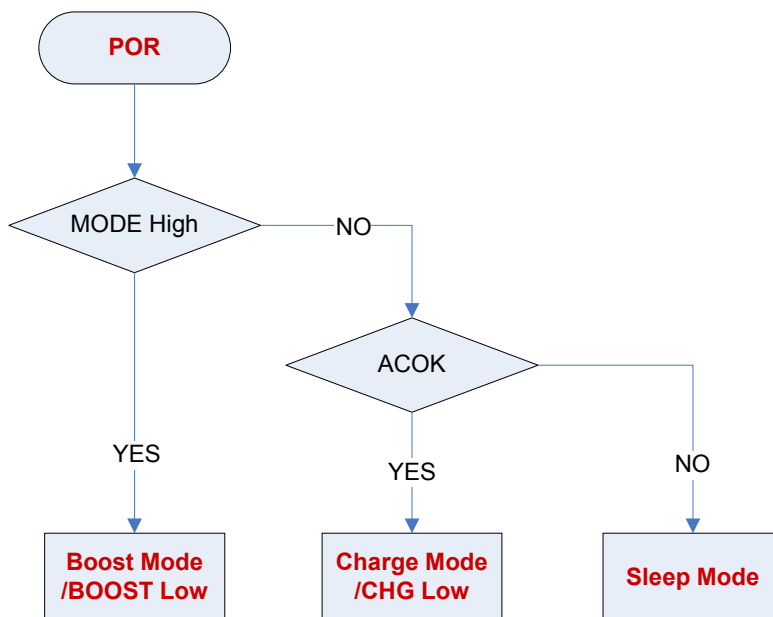 POR
MODE High
NO
ACOK
YES
YES
NO
Boost Mode
/BOOST Low
Charge Mode
/CHG Low
Sleep Mode